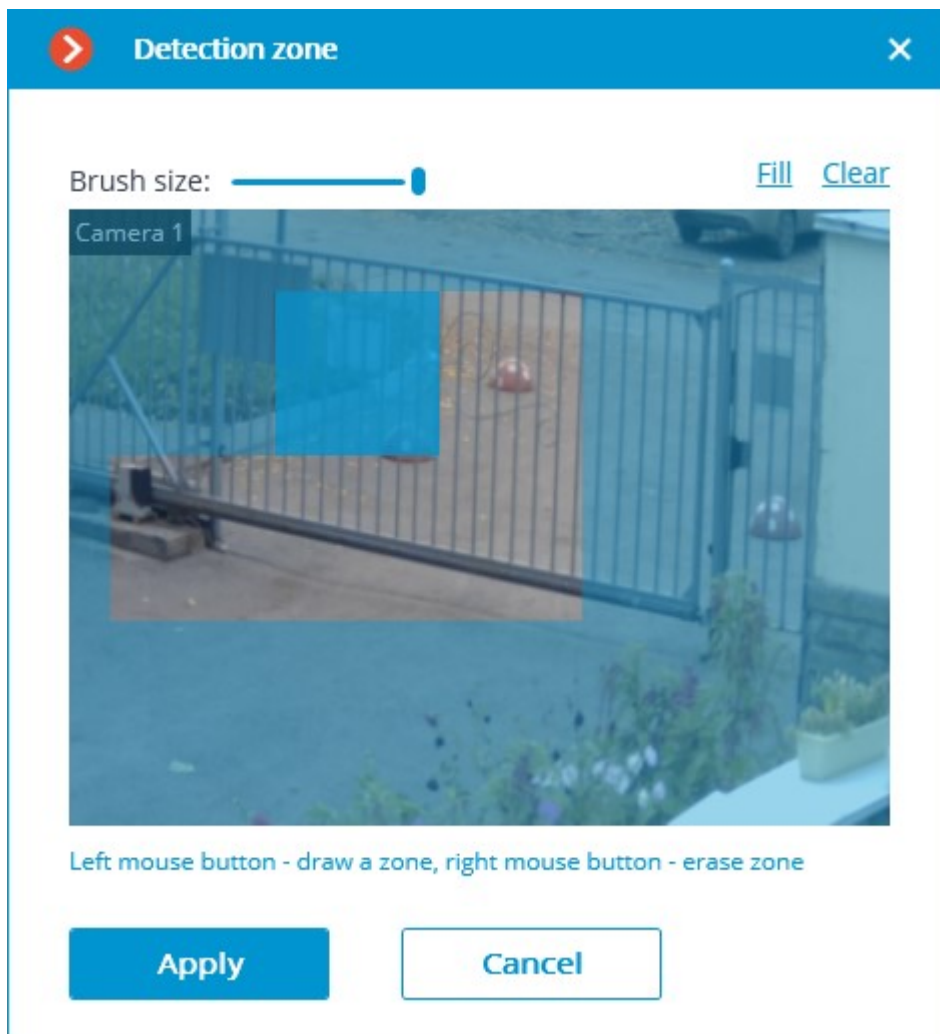 Detection zone
Brush size:
Fill Clear
Camera 1
Left mouse button - draw a zone, right mouse button - erase zone
Apply Cancel